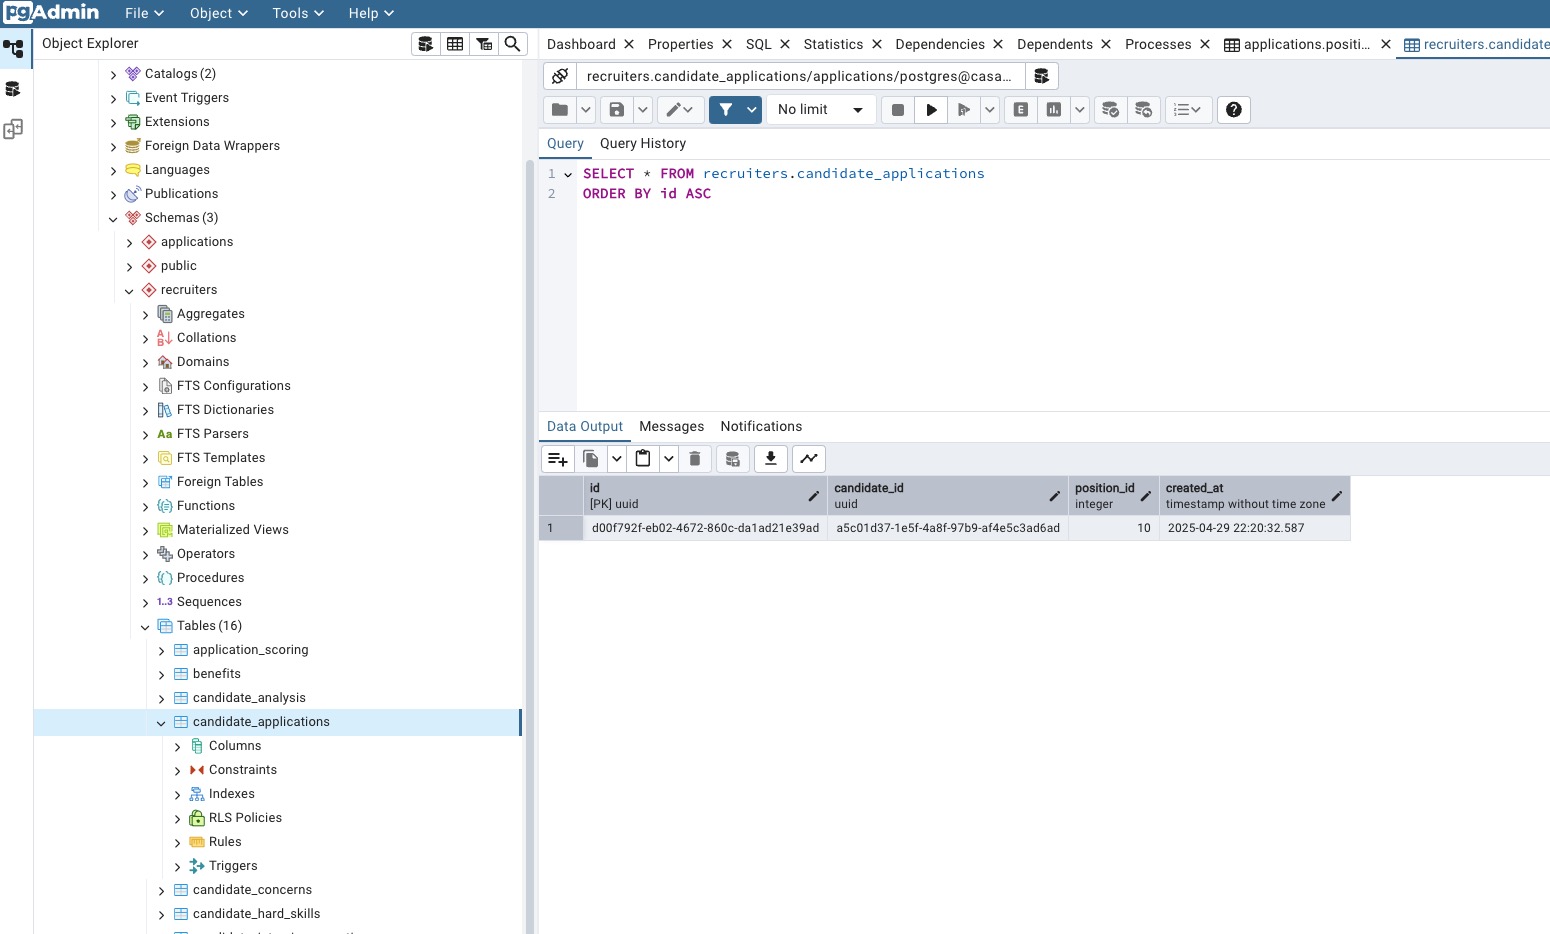 pgAdmin File Object Tools Help
Object Explorer
Dashboard Properties SQL Statistics Dependencies Dependents Processes applications.positi... recruiters.candidate
Catalogs (2)
Event Triggers
Extensions
Foreign Data Wrappers
Languages
Publications
Schemas (3)
applications
public
recruiters
Aggregates
Collations
Domains
FTS Configurations
FTS Dictionaries
Aa FTS Parsers
FTS Templates
Foreign Tables
Functions
Materialized Views
Operators
Procedures
1..3 Sequences
Tables (16)
application_scoring
benefits
candidate_analysis
candidate_applications
Columns
Constraints
Indexes
RLS Policies
Rules
Triggers
candidate_concerns
candidate_hard_skills
recruiters.candidate_applications/applications/postgres@casa...
No limit
E
Query Query History
1 SELECT * FROM recruiters.candidate_applications
2 ORDER BY id ASC
Data Output Messages Notifications
id candidate_id position_id created_at
[PK] uuid uuid integer timestamp without time zone
1 d00f792f-eb02-4672-860c-da1ad21e39ad a5c01d37-1e5f-4a8f-97b9-af4e5c3ad6ad 10 2025-04-29 22:20:32.587